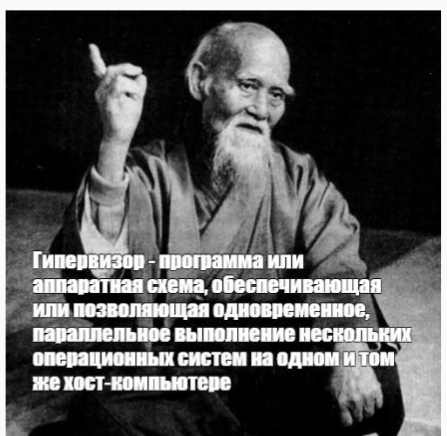 Гипервизор - программа или
аппаратная схема, обеспечивающая
или позволяющая одновременное,
параллельное выполнение нескольких
операционных систем на одном и том
же хост-компьютере